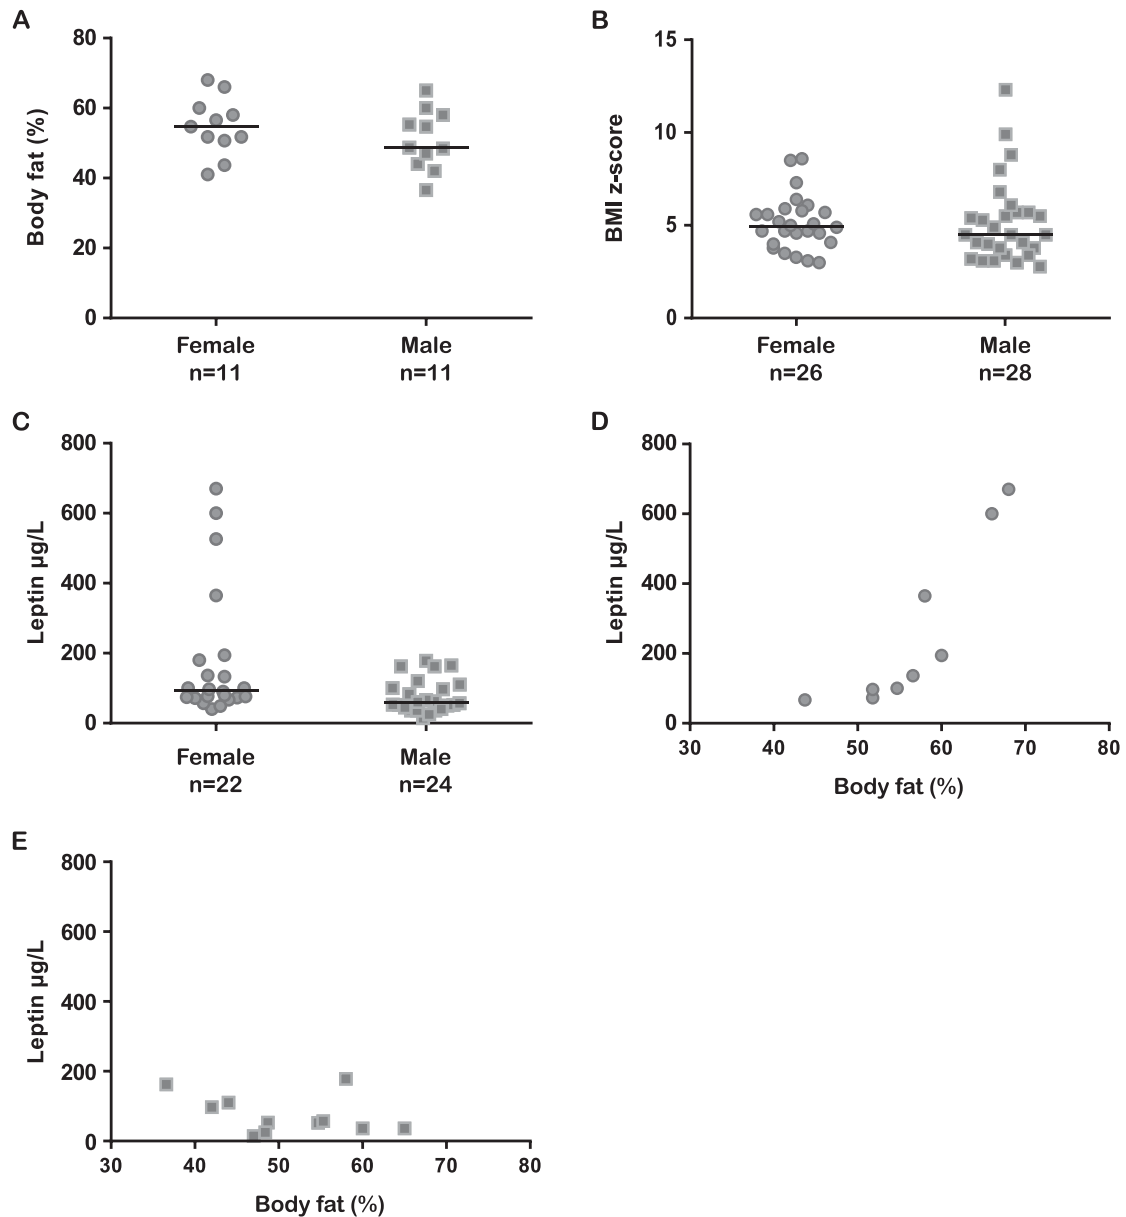 A
Body fat (%)
80
60
40
20
0
Female
n=11
Male
n=11
B
BMI z-score
15
10
5
0
Female
n=26
Male
n=28
C
Leptin µg/L
800
600
400
200
0
Female
n=22
Male
n=24
D
Leptin µg/L
800
600
400
200
0
30 40 50 60 70 80
Body fat (%)
E
Leptin µg/L
800
600
400
200
0
30 40 50 60 70 80
Body fat (%)